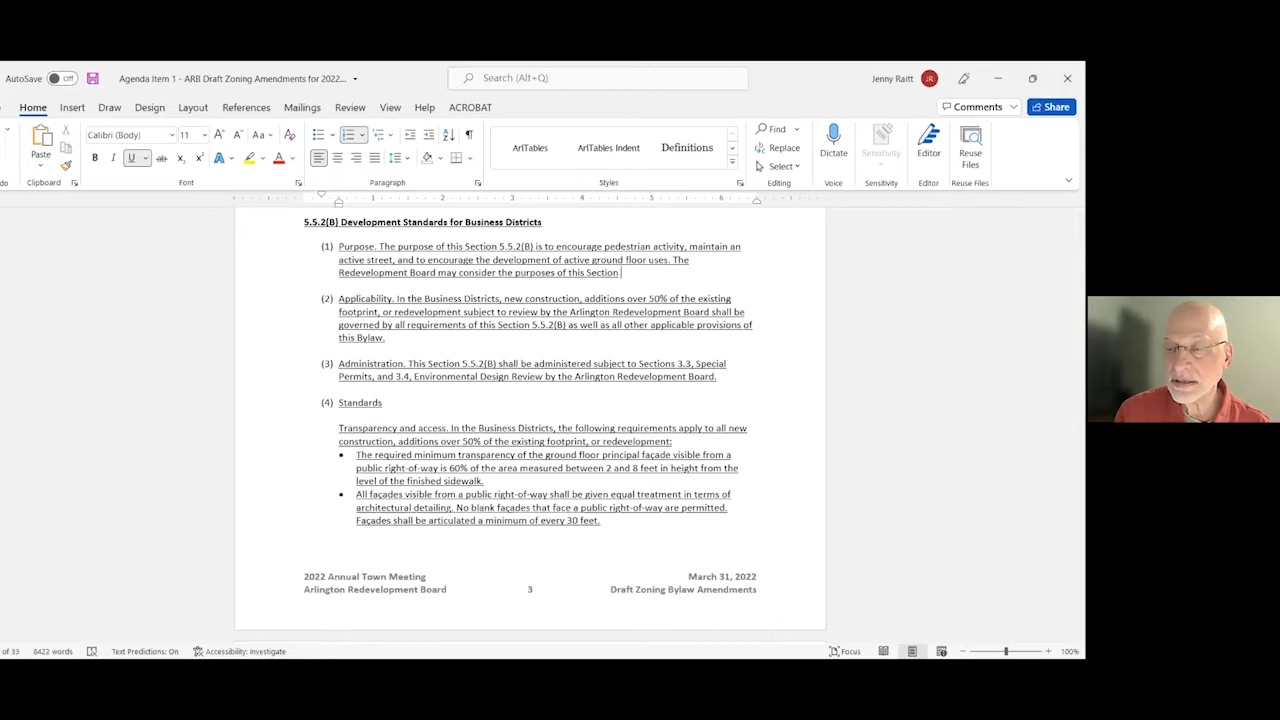 AutoSave Off Agenda Item 1 - ARB Draft Zoning Amendments for 2022... Search (Alt+Q) Jenny Raitt JR
Home Insert Draw Design Layout References Mailings Review View Help ACROBAT Comments Share
Calibri (Body) 11 A A Aa Find
Paste B I U ab x₂ x² A A ArlTables ArlTables Indent Definitions Replace Dictate Sensitivity Editor Reuse Files
Select
Clipboard Font Paragraph Styles Editing Voice Sensitivity Editor Reuse Files
1 2 3 4 5 6
5.5.2(B) Development Standards for Business Districts
(1) Purpose. The purpose of this Section 5.5.2(B) is to encourage pedestrian activity, maintain an
active street, and to encourage the development of active ground floor uses. The
Redevelopment Board may consider the purposes of this Section
(2) Applicability. In the Business Districts, new construction, additions over 50% of the existing
footprint, or redevelopment subject to review by the Arlington Redevelopment Board shall be
governed by all requirements of this Section 5.5.2(B) as well as all other applicable provisions of
this Bylaw.
(3) Administration. This Section 5.5.2(B) shall be administered subject to Sections 3.3, Special
Permits, and 3.4, Environmental Design Review by the Arlington Redevelopment Board.
(4) Standards
Transparency and access. In the Business Districts, the following requirements apply to all new
construction, additions over 50% of the existing footprint, or redevelopment:
• The required minimum transparency of the ground floor principal façade visible from a
public right-of-way is 60% of the area measured between 2 and 8 feet in height from the
level of the finished sidewalk.
• All façades visible from a public right-of-way shall be given equal treatment in terms of
architectural detailing. No blank façades that face a public right-of-way are permitted.
Façades shall be articulated a minimum of every 30 feet.
2022 Annual Town Meeting March 31, 2022
Arlington Redevelopment Board 3 Draft Zoning Bylaw Amendments
of 33 8422 words Text Predictions: On Accessibility: Investigate Focus 100%